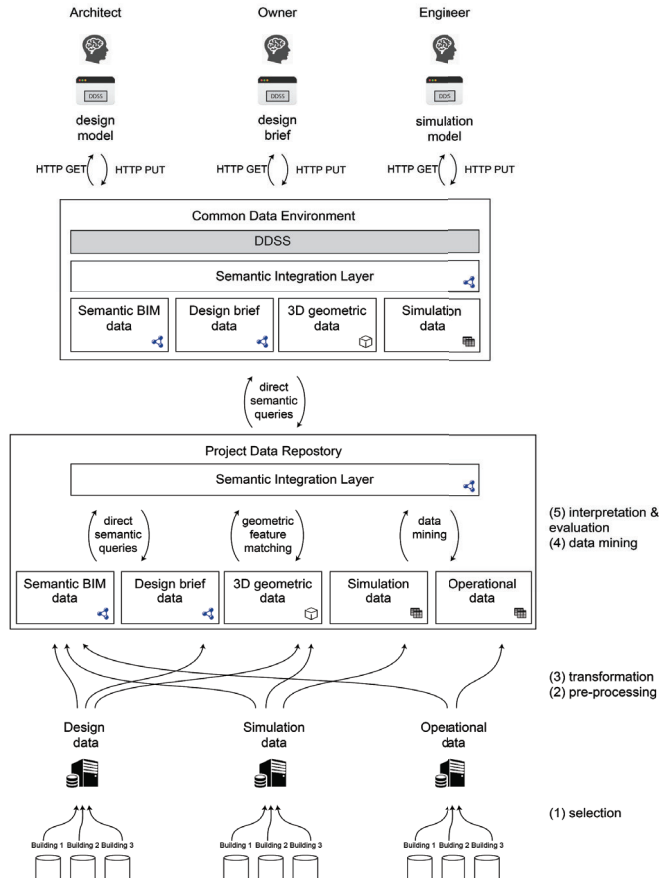 Architect Owner Engineer
DDSS DDSS DDS
design model
design brief
simulation model
HTTP GET HTTP PUT HTTP GET HTTP PUT HTTP GET HTTP PUT
Common Data Environment
DDSS
Semantic Integration Layer
Semantic BIM data
Design brief data
3D geometric data
Simulation data
direct semantic queries
Project Data Repostory
Semantic Integration Layer
direct semantic queries
geometric feature matching
data mining
(5) interpretation & evaluation
(4) data mining
Semantic BIM data
Design brief data
3D geometric data
Simulation data
Operational data
(3) transformation
(2) pre-processing
Design data
Simulation data
Operational data
(1) selection
Building 1 Building 2 Building 3 Building 1 Building 2 Building 3 Building 1 Building 2 Building 3